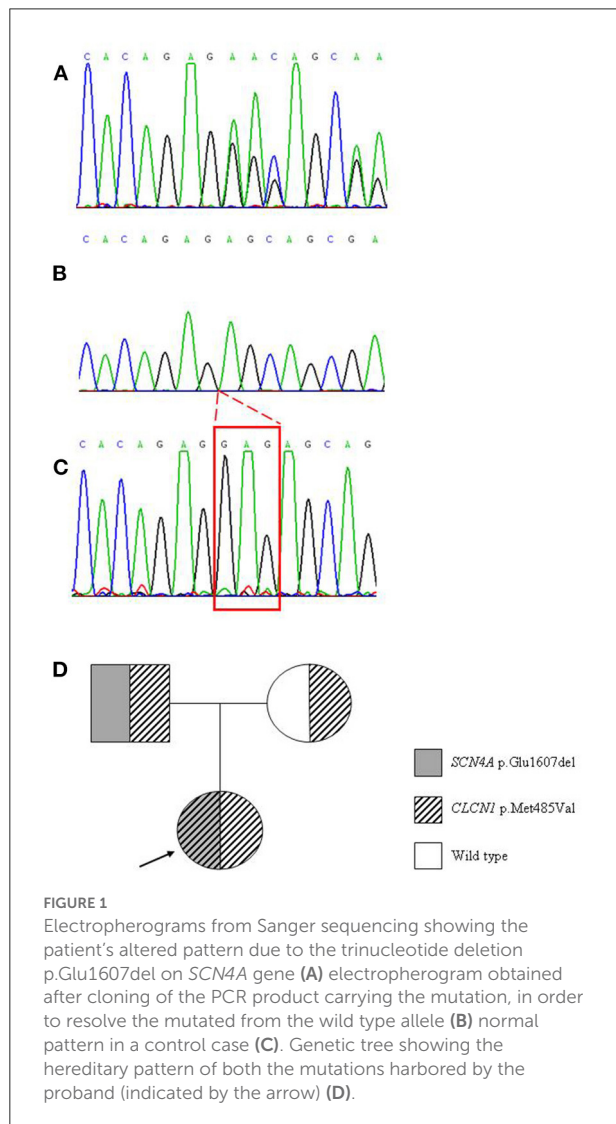 C A C A G A G A A C A G C A A
A
C A C A G A G A G C A G C G A
B
C A C A G A G G A G A G C A G
C
D
SCN4A p.Glu1607del
CLCN1 p.Met485Val
Wild type
FIGURE 1
Electropherograms from Sanger sequencing showing the
patient's altered pattern due to the trinucleotide deletion
p.Glu1607del on SCN4A gene (A) electropherogram obtained
after cloning of the PCR product carrying the mutation, in order
to resolve the mutated from the wild type allele (B) normal
pattern in a control case (C). Genetic tree showing the
hereditary pattern of both the mutations harbored by the
proband (indicated by the arrow) (D).